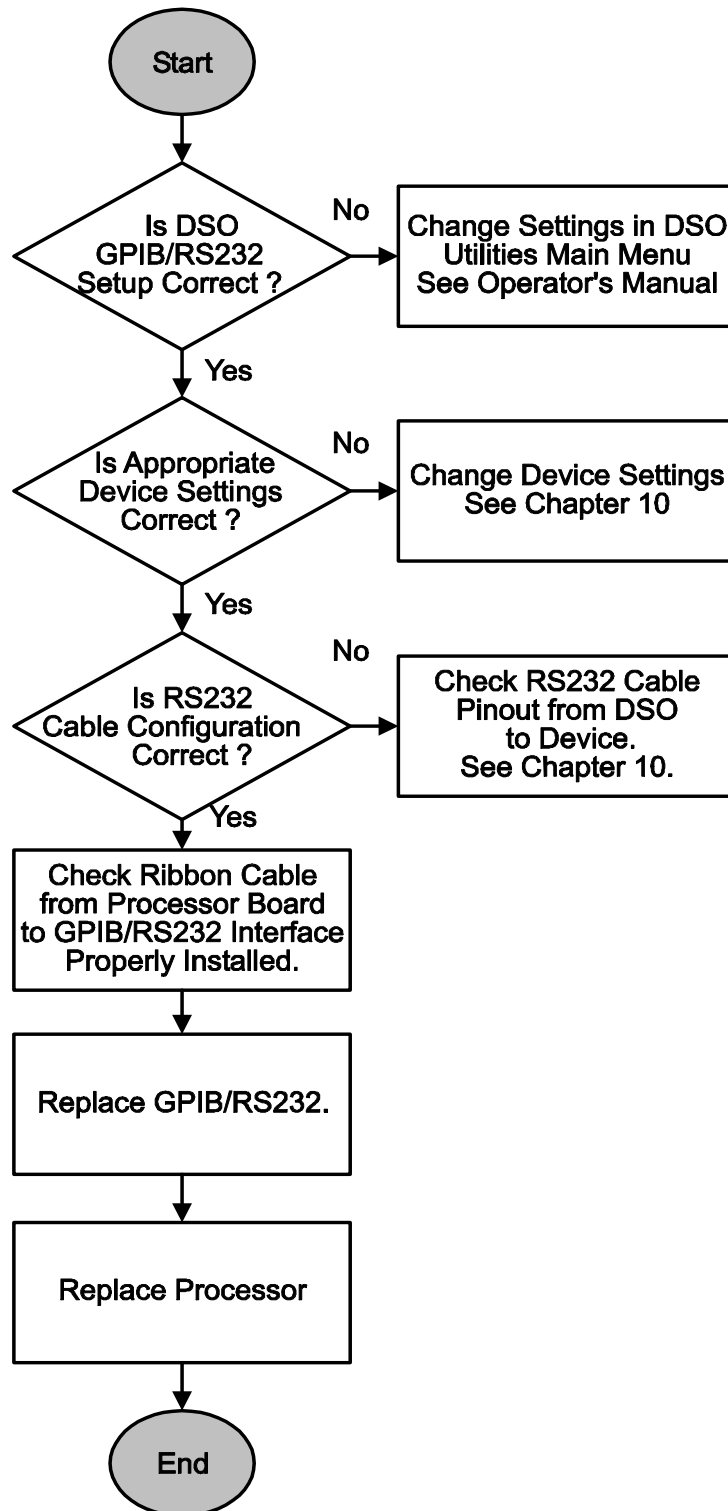 Start
Is DSO
GPIB/RS232
Setup Correct ?
No
Change Settings in DSO
Utilities Main Menu
See Operator's Manual
Yes
Is Appropriate
Device Settings
Correct ?
No
Change Device Settings
See Chapter 10
Yes
Is RS232
Cable Configuration
Correct ?
No
Check RS232 Cable
Pinout from DSO
to Device.
See Chapter 10.
Yes
Check Ribbon Cable
from Processor Board
to GPIB/RS232 Interface
Properly Installed.
Replace GPIB/RS232.
Replace Processor
End